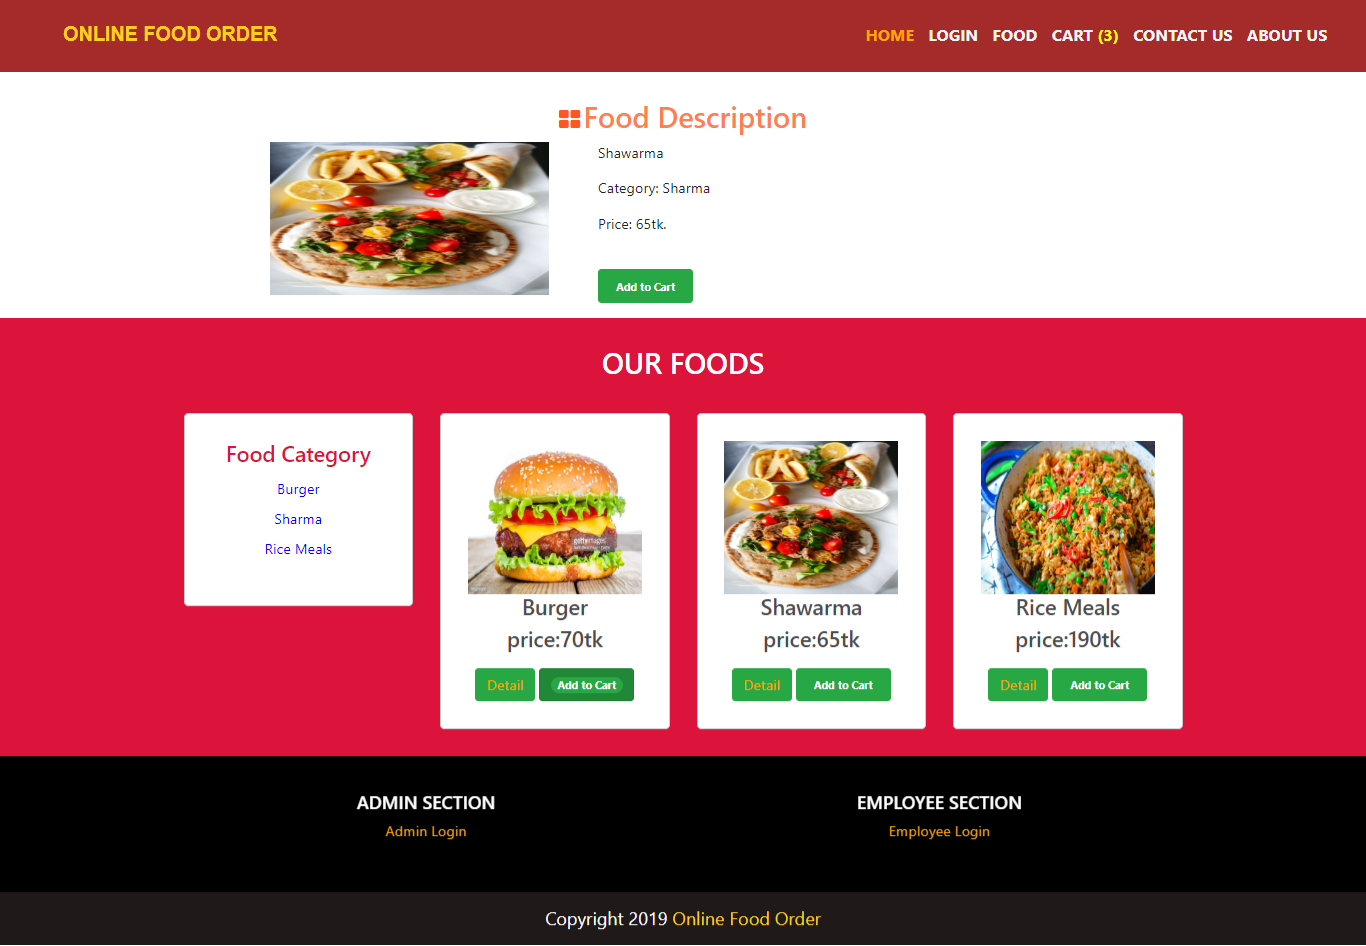 ONLINE FOOD ORDER
HOME LOGIN FOOD CART (3) CONTACT US ABOUT US
Food Description
Shawarma
Category: Sharma
Price: 65tk.
Add to Cart
OUR FOODS
Food Category
Burger
Sharma
Rice Meals
gettyimages
Burger
price:70tk
Detail Add to Cart
Shawarma
price:65tk
Detail Add to Cart
Rice Meals
price:190tk
Detail Add to Cart
ADMIN SECTION
Admin Login
EMPLOYEE SECTION
Employee Login
Copyright 2019 Online Food Order